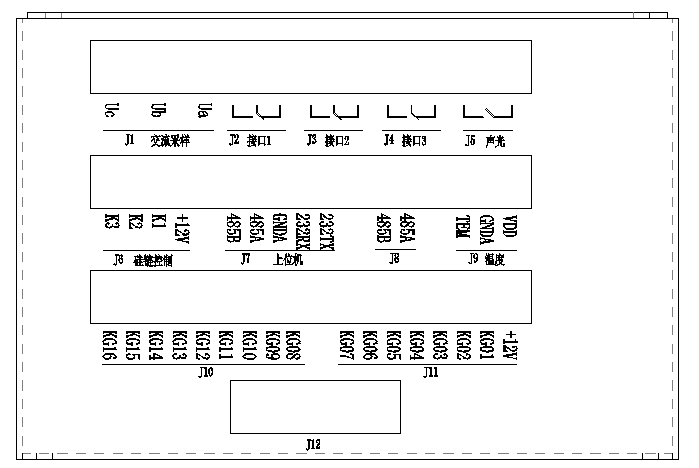 Uc Ub Ua
J1 交流采样 J2 接口1 J3 接口2 J4 接口3 J5 声光
K3 K2 K1 +12V 485B 485A GNDA 232RX 232TX 485B 485A TEM GNDA VDD
J6 硅链控制 J7 上位机 J8 J9 温度
KG16 KG15 KG14 KG13 KG12 KG11 KG10 KG09 KG08 KG07 KG06 KG05 KG04 KG03 KG02 KG01 +12V
J10 J11
J12